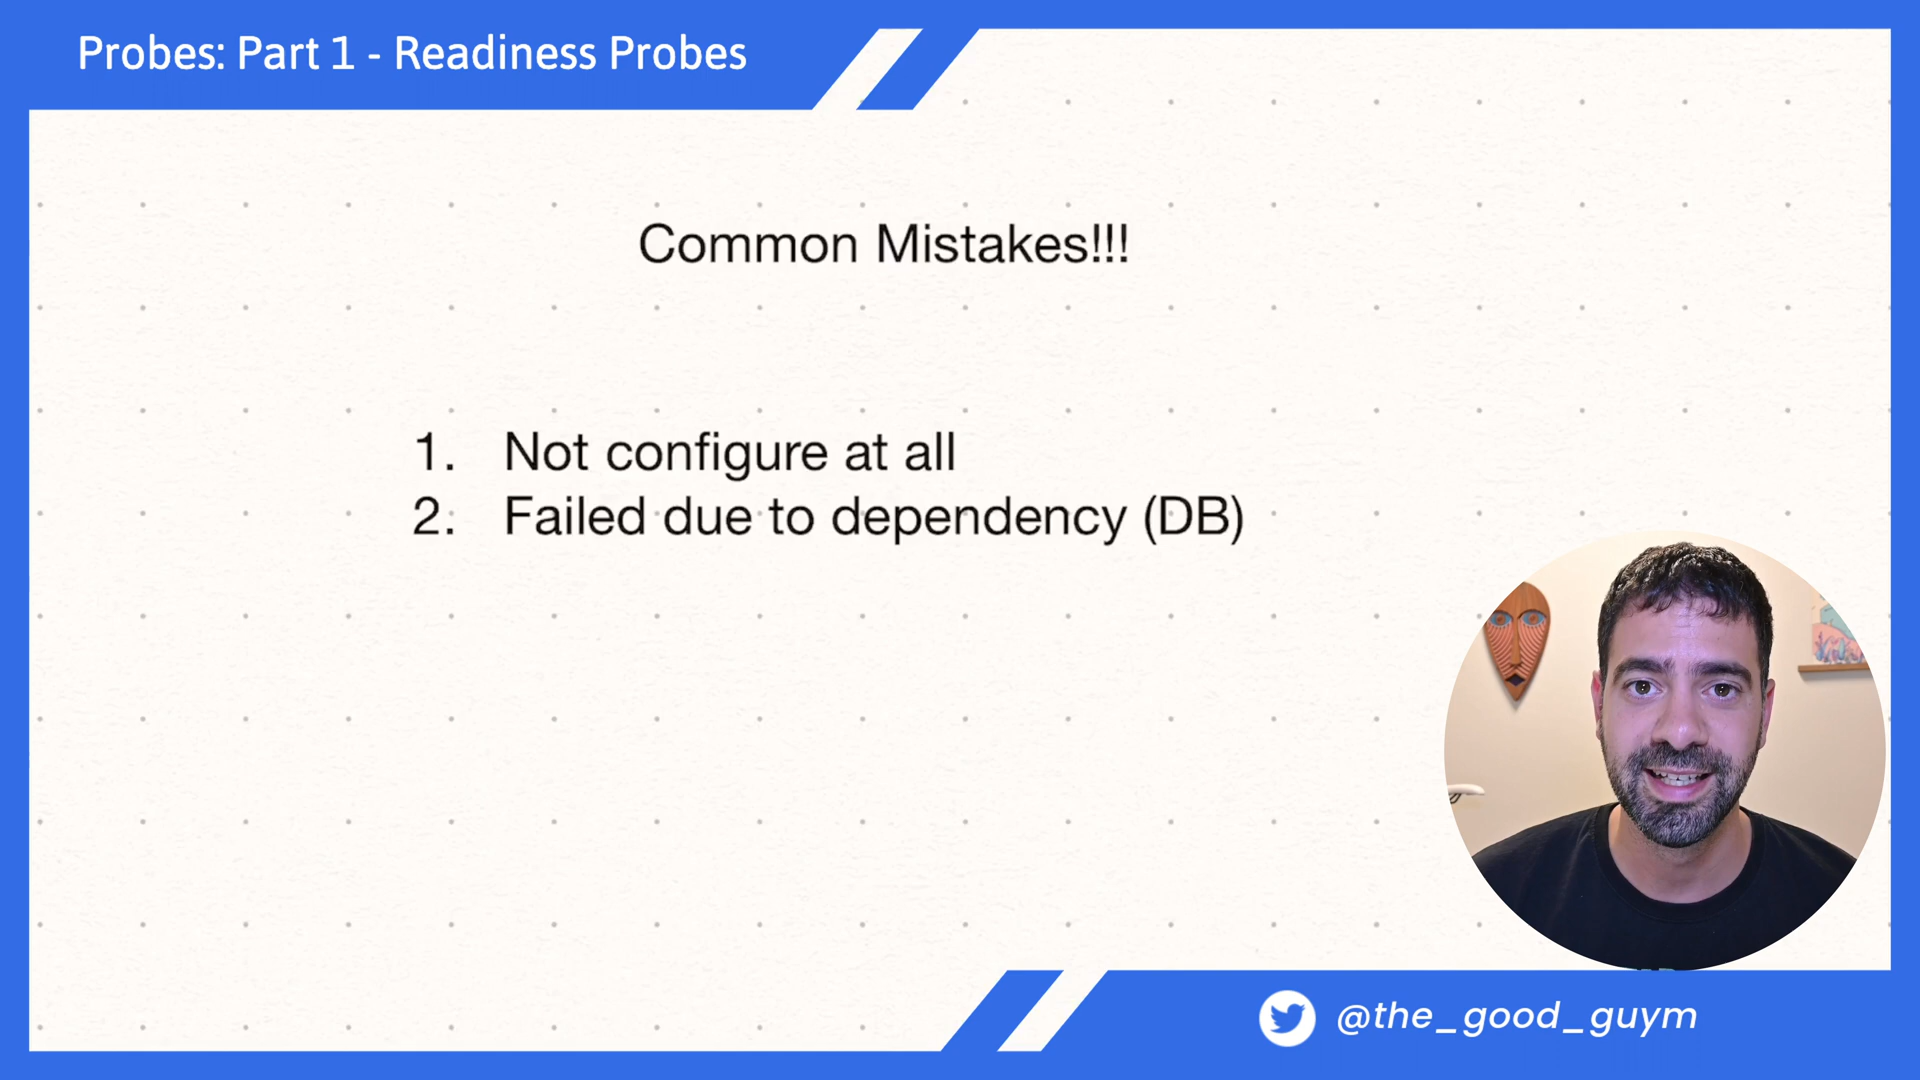 Probes: Part 1 - Readiness Probes
Common Mistakes!!!
1. Not configure at all
2. Failed due to dependency (DB)
@the_good_guym